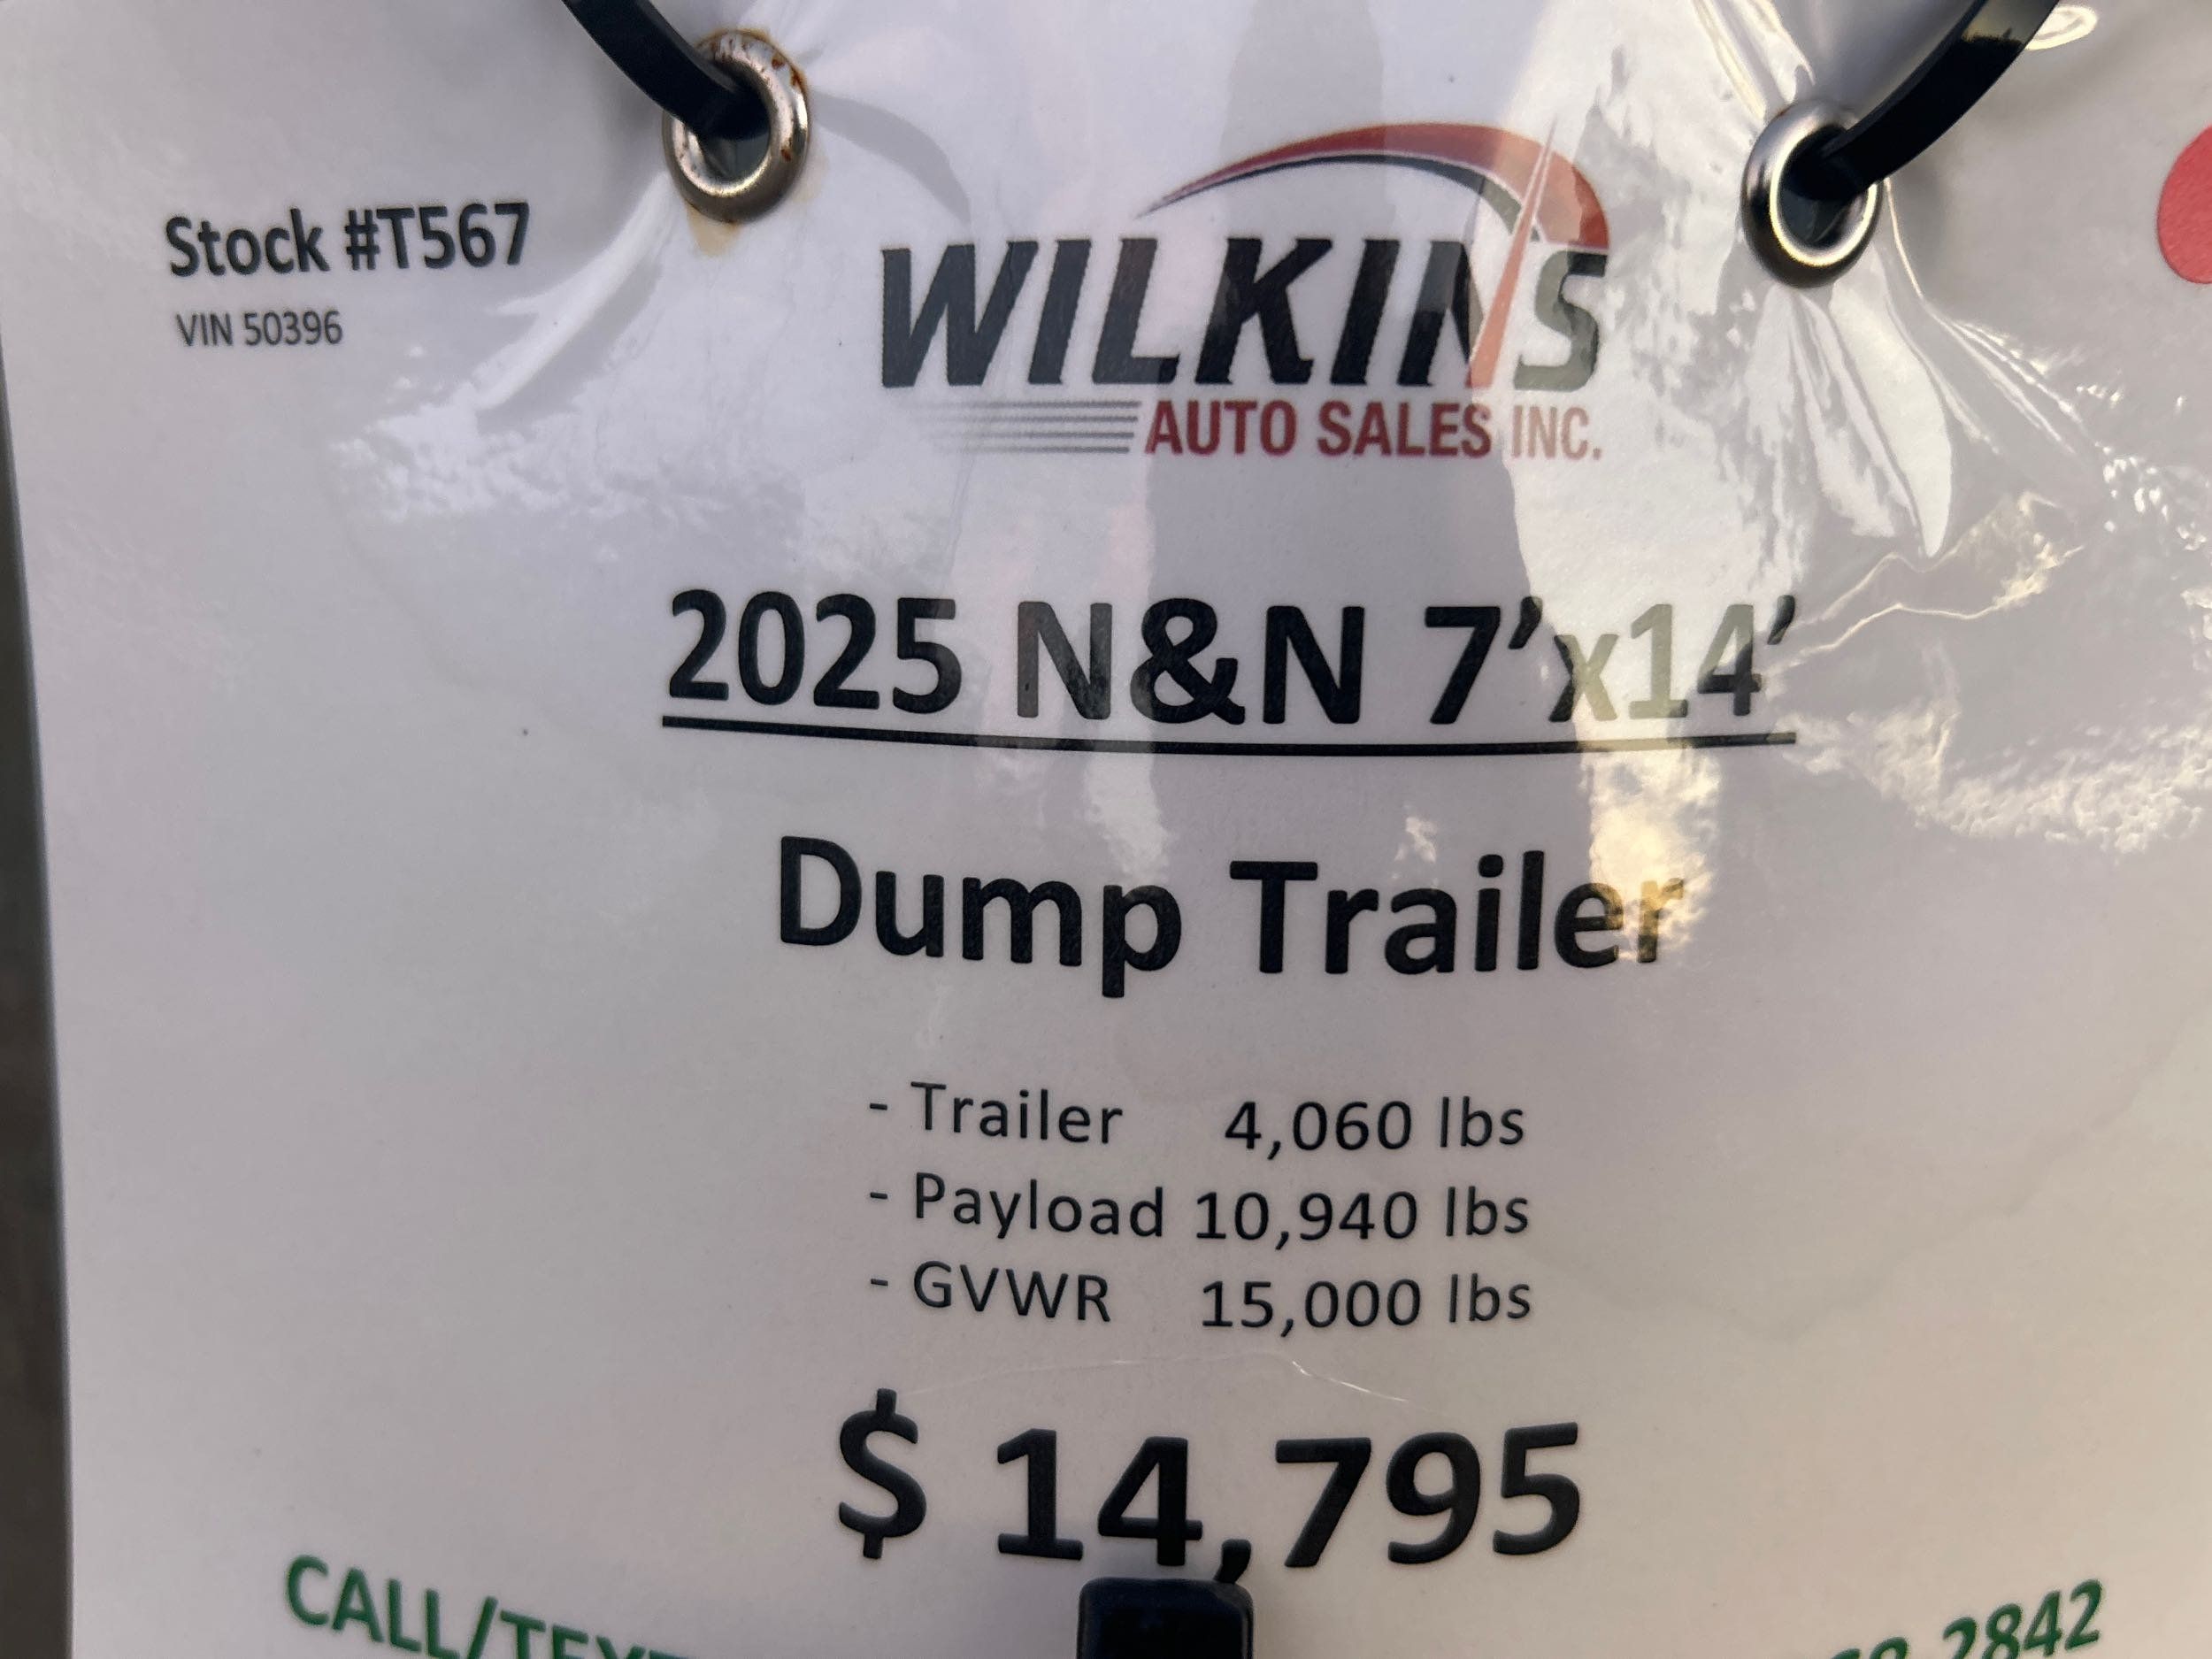 Stock #T567
VIN 50396
WILKINS
AUTO SALES INC.
2025 N&N 7’x14’
Dump Trailer
- Trailer 4,060 lbs
- Payload 10,940 lbs
- GVWR 15,000 lbs
$ 14,795
CALL/TEXT 2842